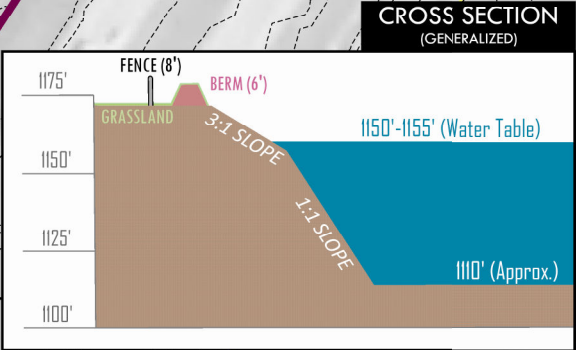 CROSS SECTION
(GENERALIZED)
1175'
FENCE (8')
BERM (6')
GRASSLAND
3:1 SLOPE
1150'-1155' (Water Table)
1150'
1:1 SLOPE
1125'
1110' (Approx.)
1100'